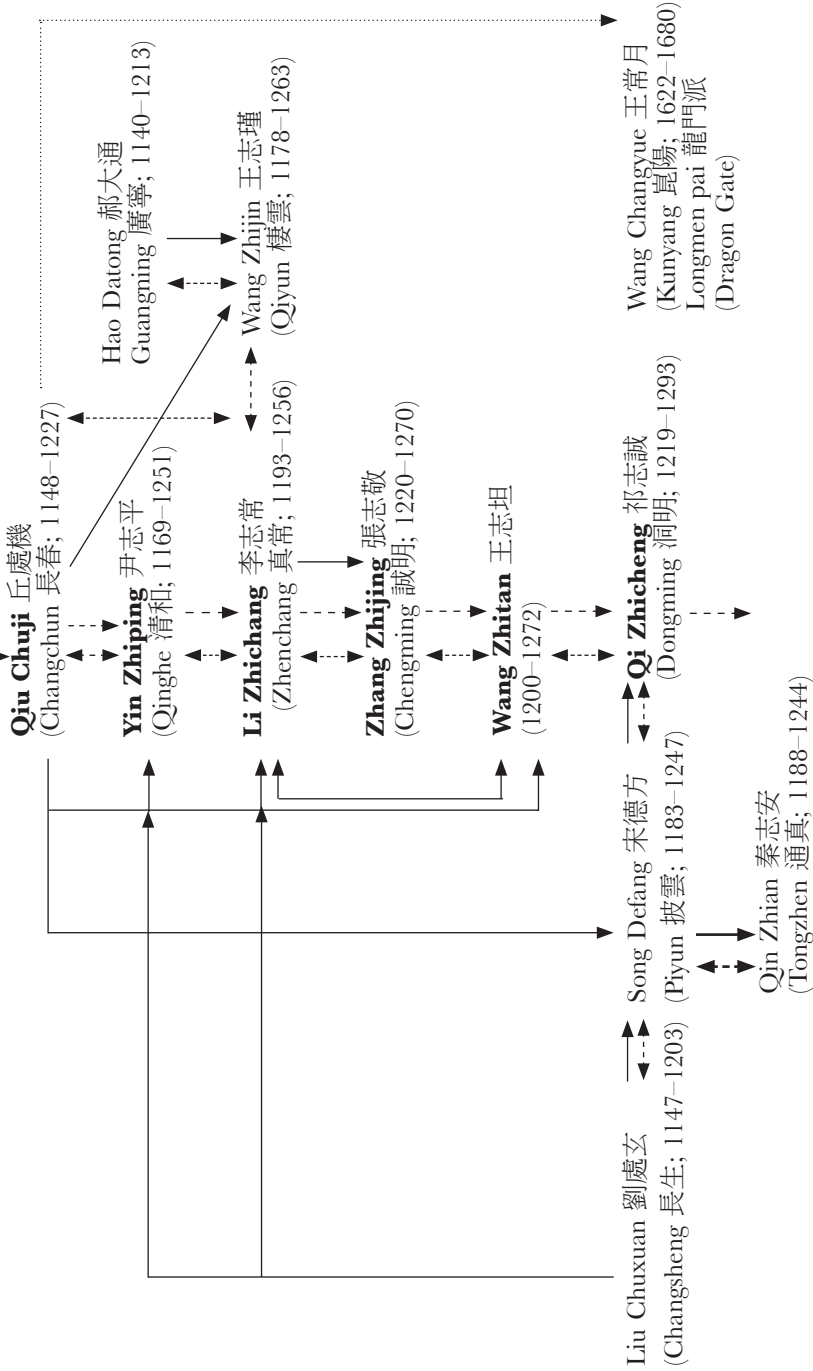 Qiu Chuji 丘處機
(Changchun 長春; 1148–1227)
Hao Datong 郝大通
Guangning 廣寧; 1140–1213)
Yin Zhiping 尹志平
(Qinghe 清和; 1169–1251)
Li Zhichang 李志常
(Zhenchang 真常; 1193–1256)
Wang Zhijin 王志瑾
(Qiyun 棲雲; 1178–1263)
Zhang Zhijing 張志敬
(Chengming 誠明; 1220–1270)
Wang Zhitan 王志坦
(1200–1272)
Liu Chuxuan 劉處玄
(Changsheng 長生; 1147–1203)
Song Defang 宋德方
(Piyun 披雲; 1183–1247)
Qi Zhicheng 祁志誠
(Dongming 洞明; 1219–1293)
Wang Changyue 王常月
(Kunyang 崑陽; 1622–1680)
Longmen pai 龍門派
(Dragon Gate)
Qin Zhian 秦志安
(Tongzhen 通真; 1188–1244)